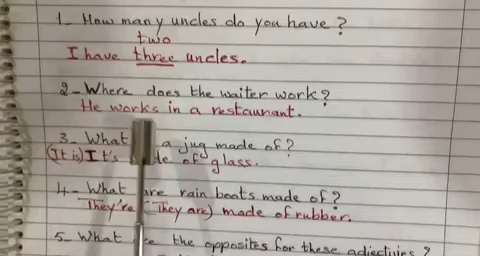 1- How many uncles do you have?
two
I have three uncles.
2- Where does the waiter work?
He works in a restaurant.
3- What a jug made of?
(It is) It's of glass.
4- What are rain boats made of?
They're (They are) made of rubber.
5- What the opposites for these adjectives?